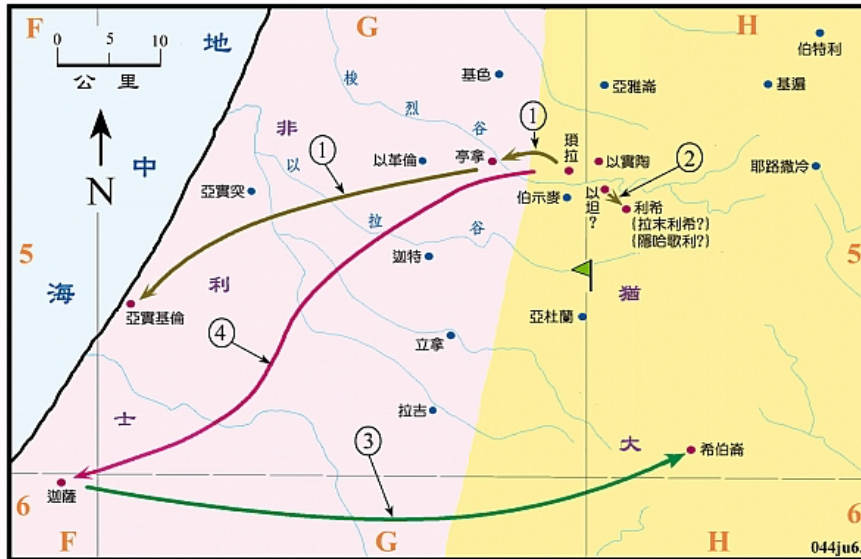 F
G
H
地
0 5 10
公 里
伯特利
基色
亞雅崙
基遍
梭
烈
谷
①
①
②
非
瑣
拉
以革倫
亭拿
以實陶
耶路撒冷
N
中
以
亞實突
伯示麥
以
坦
?
利希
(拉末利希?)
(隱哈歌利?)
拉
谷
5
迦特
5
海
利
猶
亞實基倫
亞杜蘭
④
立拿
拉吉
士
③
大
希伯崙
迦薩
6
6
F
G
H
044ju6